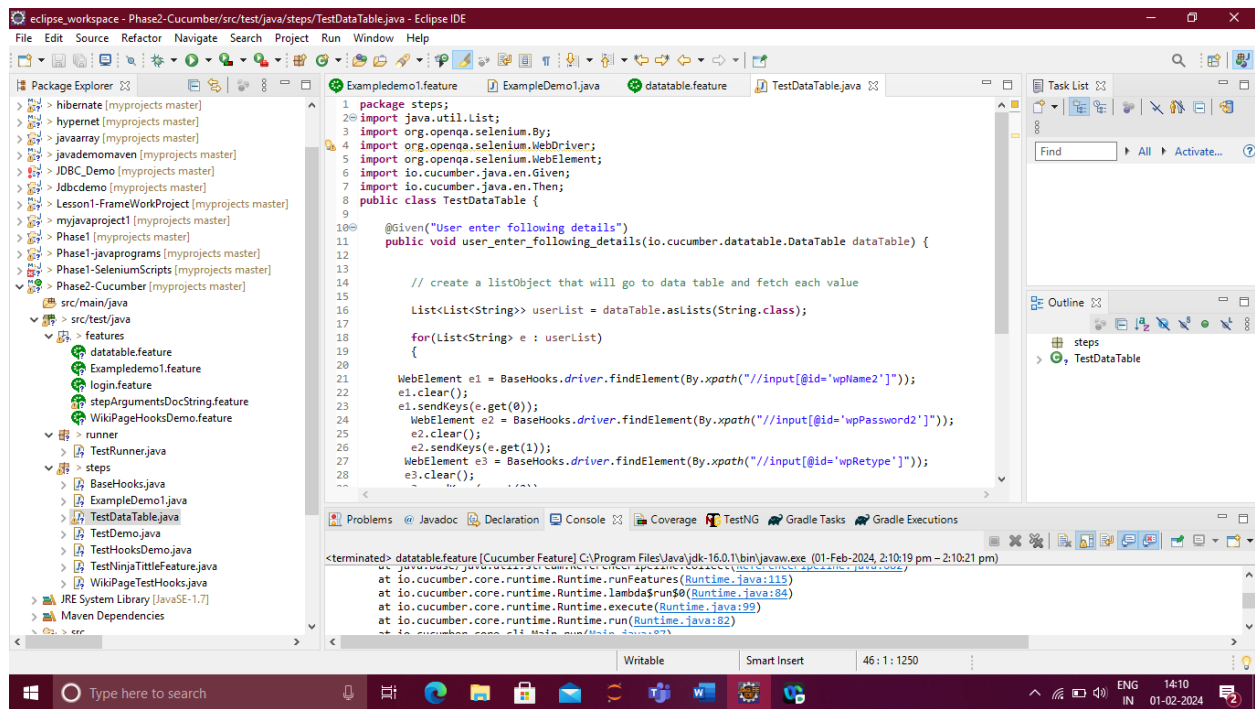 eclipse_workspace - Phase2-Cucumber/src/test/java/steps/TestDataTable.java - Eclipse IDE
File Edit Source Refactor Navigate Search Project Run Window Help
Package Explorer
> hibernate [myprojects master]
> hypernet [myprojects master]
> javaarray [myprojects master]
> javademomaven [myprojects master]
> JDBC_Demo [myprojects master]
> Jdbcdemo [myprojects master]
> Lesson1-FrameWorkProject [myprojects master]
> myjavaproject1 [myprojects master]
> Phase1 [myprojects master]
> Phase1-javaprograms [myprojects master]
> Phase1-SeleniumScripts [myprojects master]
> Phase2-Cucumber [myprojects master]
src/main/java
> src/test/java
> features
datatable.feature
Exampledemo1.feature
login.feature
stepArgumentsDocString.feature
WikiPageHooksDemo.feature
> runner
> TestRunner.java
> steps
> BaseHooks.java
> ExampleDemo1.java
> TestDataTable.java
> TestDemo.java
> TestHooksDemo.java
> TestNinjaTittleFeature.java
> WikiPageTestHooks.java
JRE System Library [JavaSE-1.7]
Maven Dependencies
> src
Exampledemo1.feature ExampleDemo1.java datatable.feature TestDataTable.java
1 package steps;
2 import java.util.List;
3 import org.openqa.selenium.By;
4 import org.openqa.selenium.WebDriver;
5 import org.openqa.selenium.WebElement;
6 import io.cucumber.java.en.Given;
7 import io.cucumber.java.en.Then;
8 public class TestDataTable {
9
10 @Given("User enter following details")
11 public void user_enter_following_details(io.cucumber.datatable.DataTable dataTable) {
12
13
14 // create a listObject that will go to data table and fetch each value
15
16 List<List<String>> userList = dataTable.asLists(String.class);
17
18 for(List<String> e : userList)
19 {
20
21 WebElement e1 = BaseHooks.driver.findElement(By.xpath("//input[@id='wpName2']"));
22 e1.clear();
23 e1.sendKeys(e.get(0));
24 WebElement e2 = BaseHooks.driver.findElement(By.xpath("//input[@id='wpPassword2']"));
25 e2.clear();
26 e2.sendKeys(e.get(1));
27 WebElement e3 = BaseHooks.driver.findElement(By.xpath("//input[@id='wpRetype']"));
28 e3.clear();
Task List
Find All Activate...
Outline
steps
TestDataTable
Problems @ Javadoc Declaration Console Coverage TestNG Gradle Tasks Gradle Executions
<terminated> datatable.feature [Cucumber Feature] C:\Program Files\Java\jdk-16.0.1\bin\javaw.exe (01-Feb-2024, 2:10:19 pm – 2:10:21 pm)
at io.cucumber.core.runtime.Runtime.runFeatures(Runtime.java:115)
at io.cucumber.core.runtime.Runtime.lambda$run$0(Runtime.java:84)
at io.cucumber.core.runtime.Runtime.execute(Runtime.java:99)
at io.cucumber.core.runtime.Runtime.run(Runtime.java:82)
at io.cucumber.core.cli.Main.run(Main.java:87)
Writable Smart Insert 46 : 1 : 1250
Type here to search
ENG
IN
14:10
01-02-2024
2